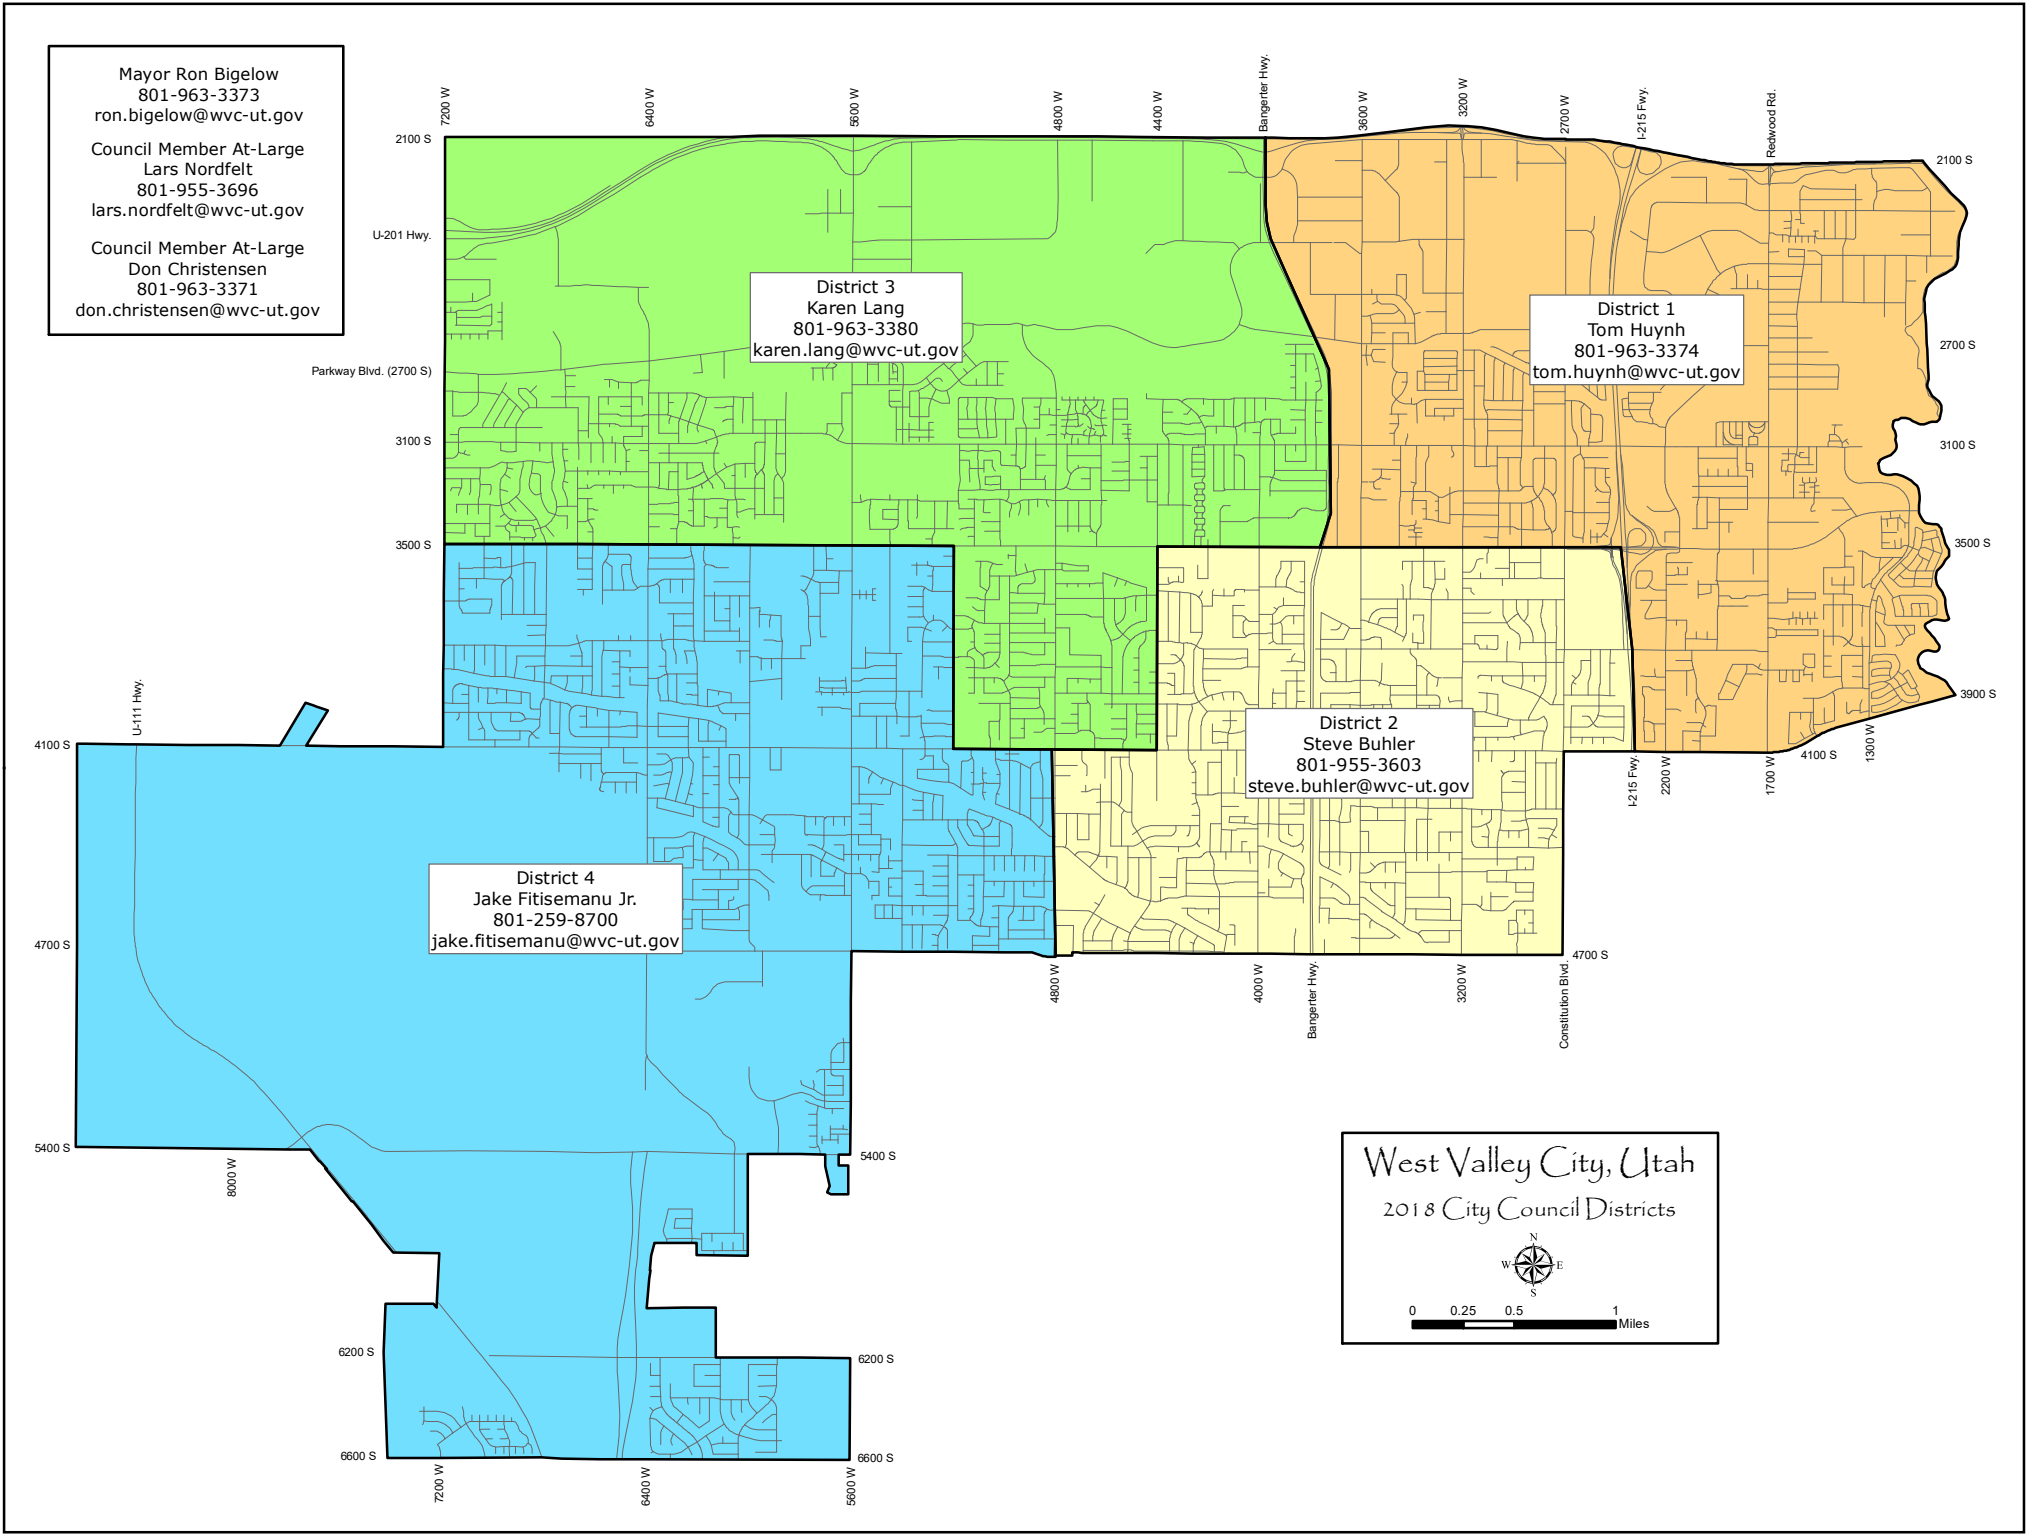 Mayor Ron Bigelow
801-963-3373
ron.bigelow@wvc-ut.gov
Council Member At-Large
Lars Nordfelt
801-955-3696
lars.nordfelt@wvc-ut.gov
Council Member At-Large
Don Christensen
801-963-3371
don.christensen@wvc-ut.gov
7200 W
6400 W
5600 W
4800 W
4400 W
Bangerter Hwy.
3600 W
3200 W
2700 W
I-215 Fwy.
Redwood Rd.
2100 S
2100 S
U-201 Hwy.
District 3
Karen Lang
801-963-3380
karen.lang@wvc-ut.gov
District 1
Tom Huynh
801-963-3374
tom.huynh@wvc-ut.gov
2700 S
Parkway Blvd. (2700 S)
3100 S
3100 S
3500 S
3500 S
U-111 Hwy.
3900 S
4100 S
4100 S
District 2
Steve Buhler
801-955-3603
steve.buhler@wvc-ut.gov
I-215 Fwy.
2200 W
1700 W
1300 W
District 4
Jake Fitisemanu Jr.
801-259-8700
jake.fitisemanu@wvc-ut.gov
4700 S
4700 S
4800 W
4000 W
Bangerter Hwy.
3200 W
Constitution Blvd.
5400 S
5400 S
8000 W
West Valley City, Utah
2018 City Council Districts
N
W
E
S
0
0.25
0.5
1
Miles
6200 S
6200 S
6600 S
6600 S
7200 W
6400 W
5600 W